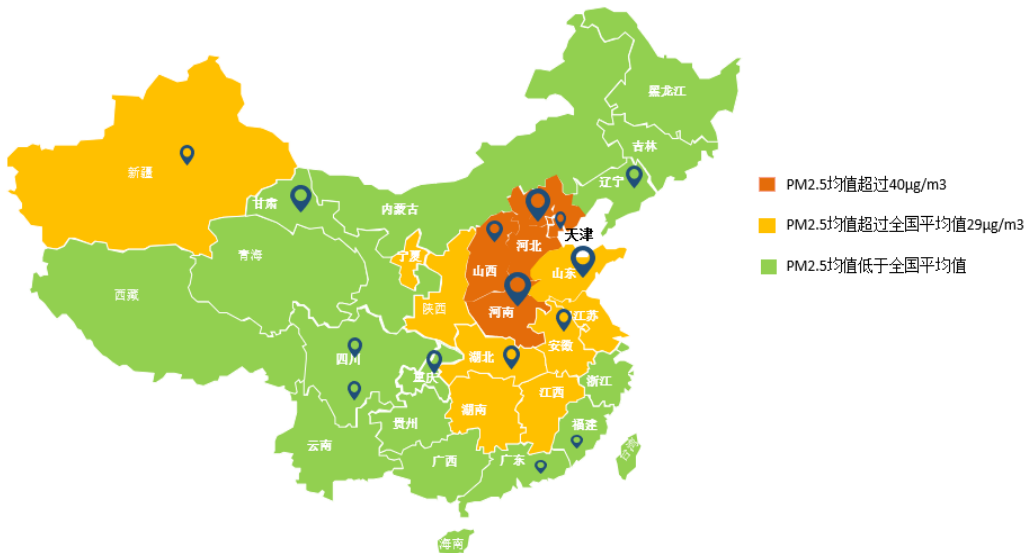 黑龙江
吉林
辽宁
新疆
甘肃
内蒙古
天津
河北
宁夏
山西
山东
青海
西藏
陕西
河南
江苏
安徽
四川
重庆
湖北
浙江
江西
湖南
贵州
福建
云南
广西
广东
台湾
海南
PM2.5均值超过40μg/m3
PM2.5均值超过全国平均值29μg/m3
PM2.5均值低于全国平均值